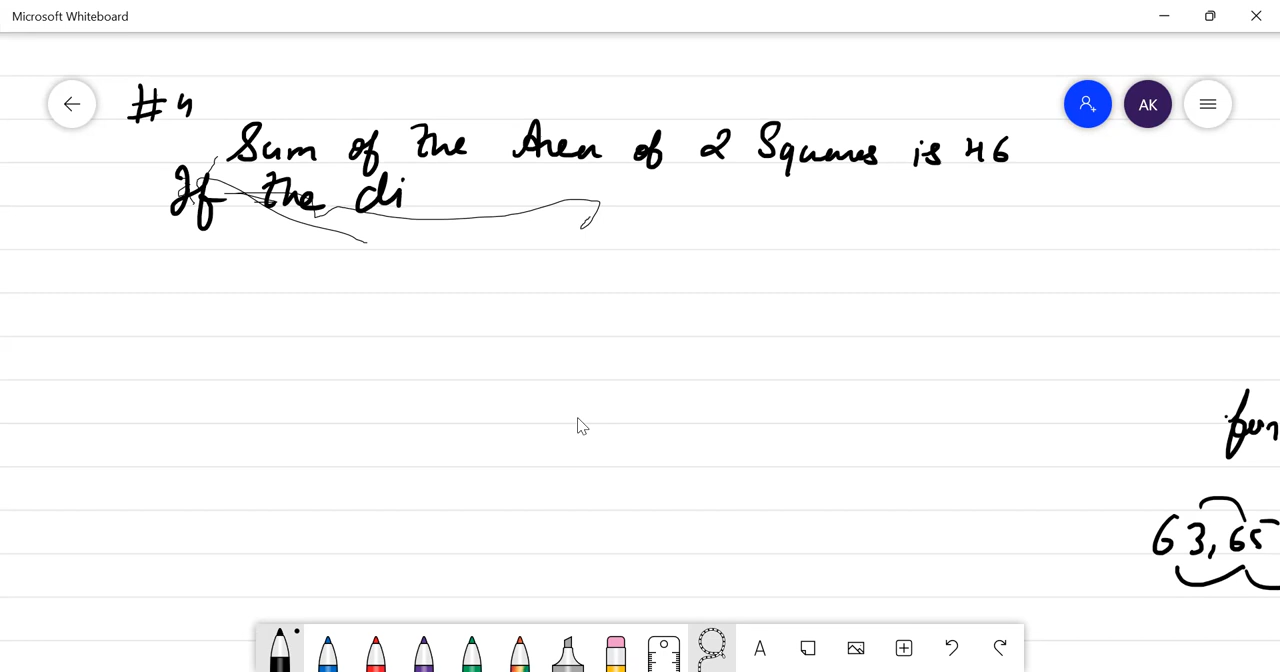 Microsoft Whiteboard
#4
AK
Sum of the Area of 2 Squares is 46
If the di
63, 65
A